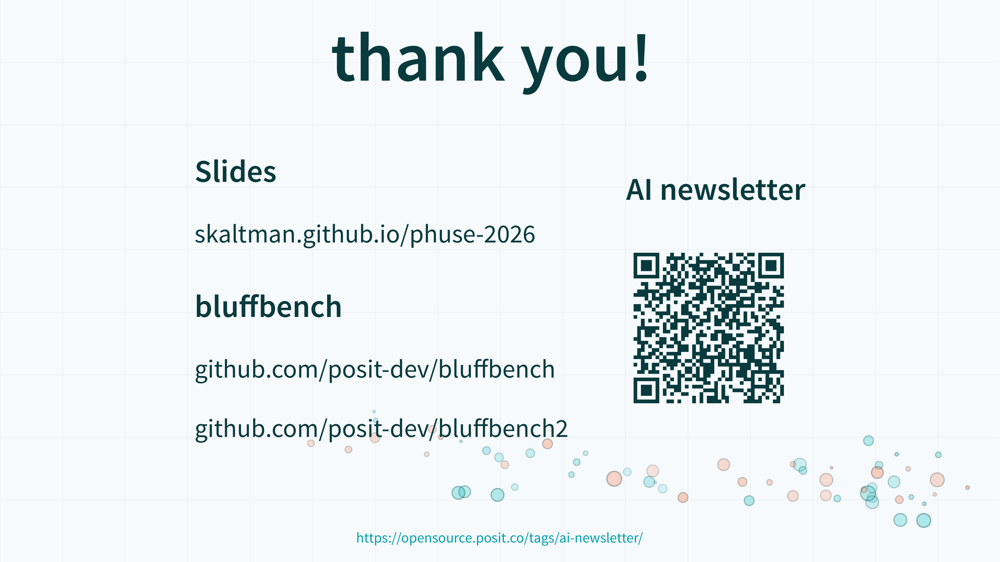 thank you!
Slides
skaltman.github.io/phuse-2026
bluffbench
github.com/posit-dev/bluffbench
github.com/posit-dev/bluffbench2
AI newsletter
https://opensource.posit.co/tags/ai-newsletter/